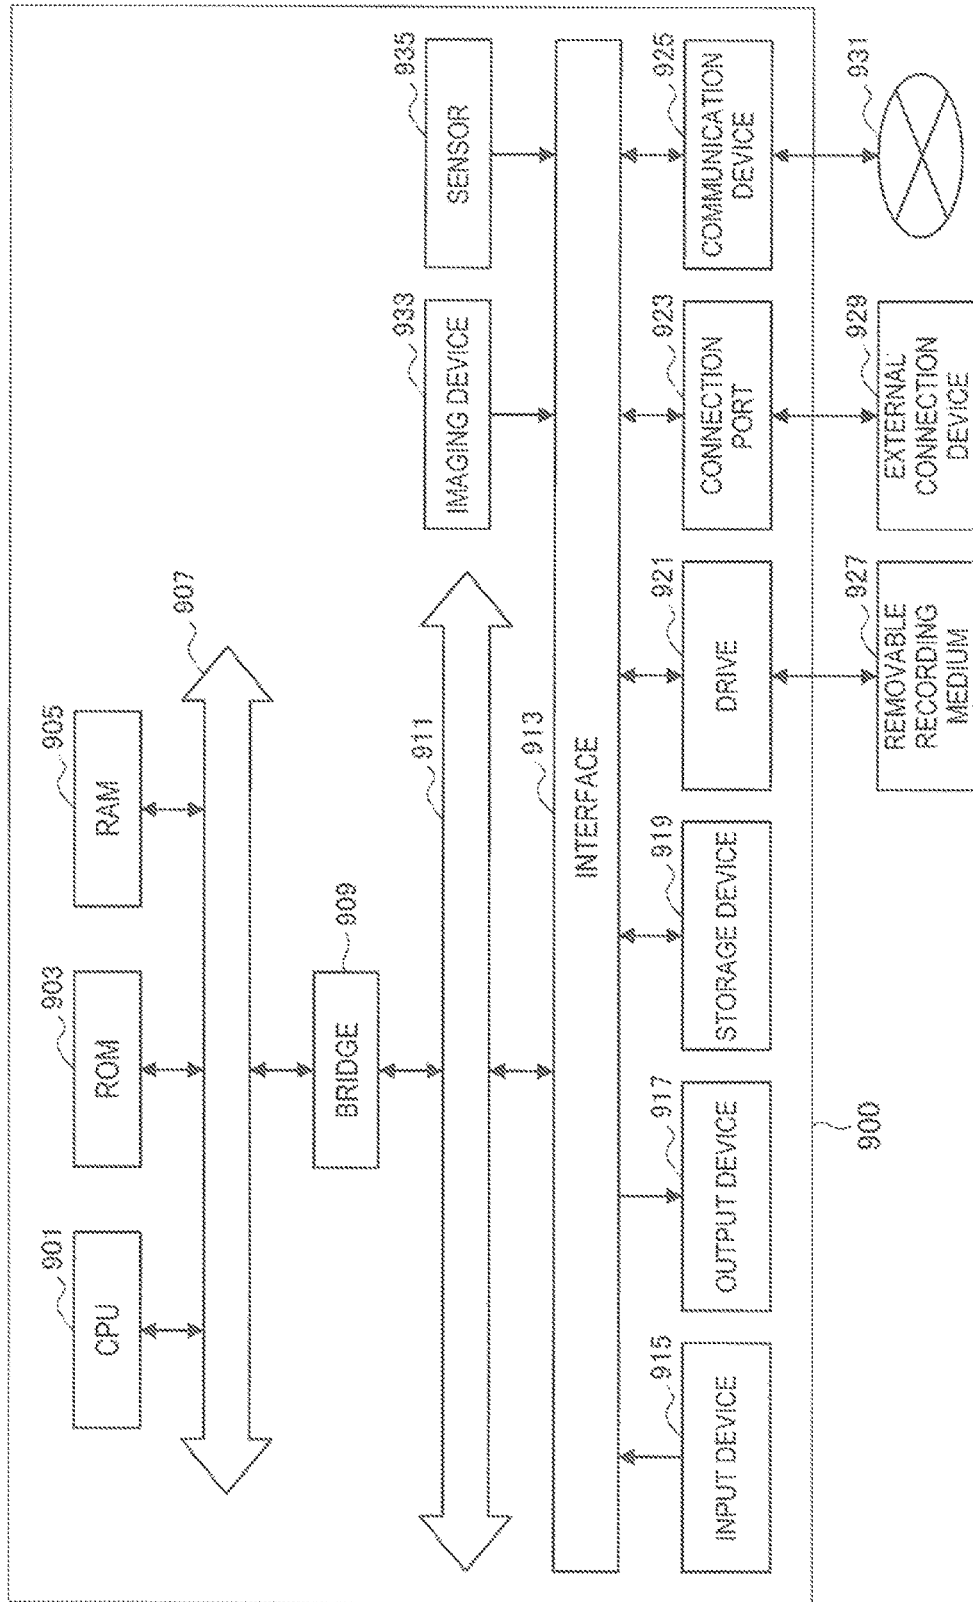 901
CPU
903
ROM
905
RAM
907
909
BRIDGE
911
933
IMAGING DEVICE
935
SENSOR
913
INTERFACE
915
INPUT DEVICE
917
OUTPUT DEVICE
919
STORAGE DEVICE
921
DRIVE
923
CONNECTION
PORT
925
COMMUNICATION
DEVICE
900
927
REMOVABLE
RECORDING
MEDIUM
929
EXTERNAL
CONNECTION
DEVICE
931